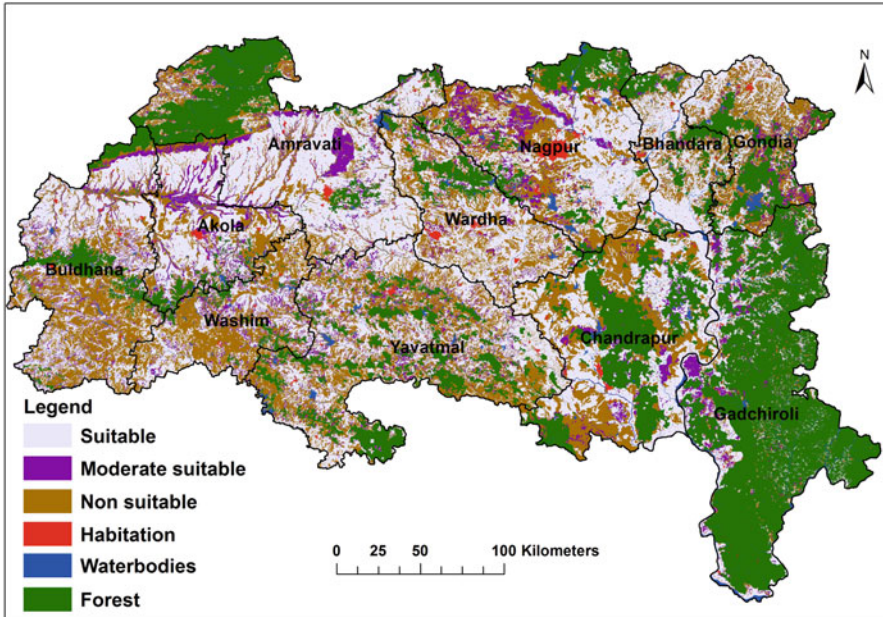 N
Amravati
Nagpur
Bhandara
Gondia
Akola
Wardha
Buldhana
Washim
Yavatmal
Chandrapur
Gadchiroli
Legend
Suitable
Moderate suitable
Non suitable
Habitation
Waterbodies
Forest
0 25 50 100 Kilometers